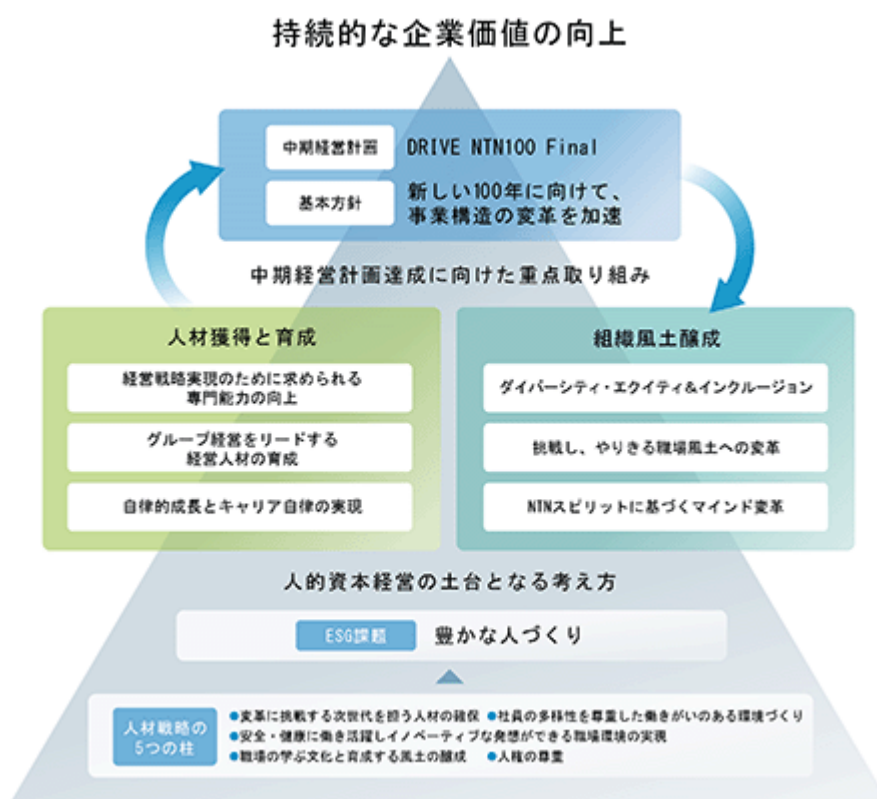 持続的な企業価値の向上
中期経営計画 DRIVE NTN100 Final
基本方針 新しい100年に向けて、
事業構造の変革を加速
中期経営計画達成に向けた重点取り組み
人材獲得と育成
経営戦略実現のために求められる
専門能力の向上
グループ経営をリードする
経営人材の育成
自律的成長とキャリア自律の実現
組織風土醸成
ダイバーシティ・エクイティ&インクルージョン
挑戦し、やりきる職場風土への変革
NTNスピリットに基づくマインド変革
人的資本経営の土台となる考え方
ESG課題 豊かな人づくり
人材戦略の
5つの柱
●変革に挑戦する次世代を担う人材の確保 ●社員の多様性を尊重した働きがいのある環境づくり
●安全・健康に働き活躍しイノベーティブな発想ができる職場環境の実現
●職場の学ぶ文化と育成する風土の醸成 ●人権の尊重